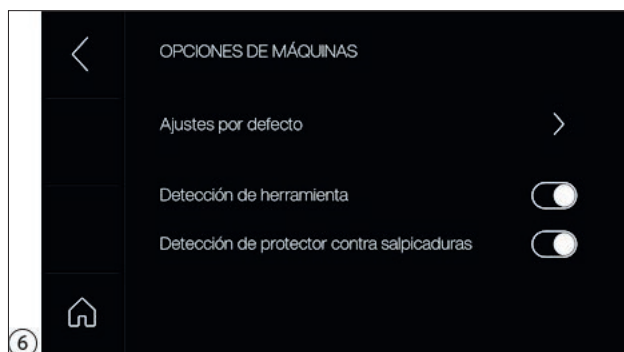 OPCIONES DE MÁQUINAS
Ajustes por defecto
Detección de herramienta
Detección de protector contra salpicaduras
6